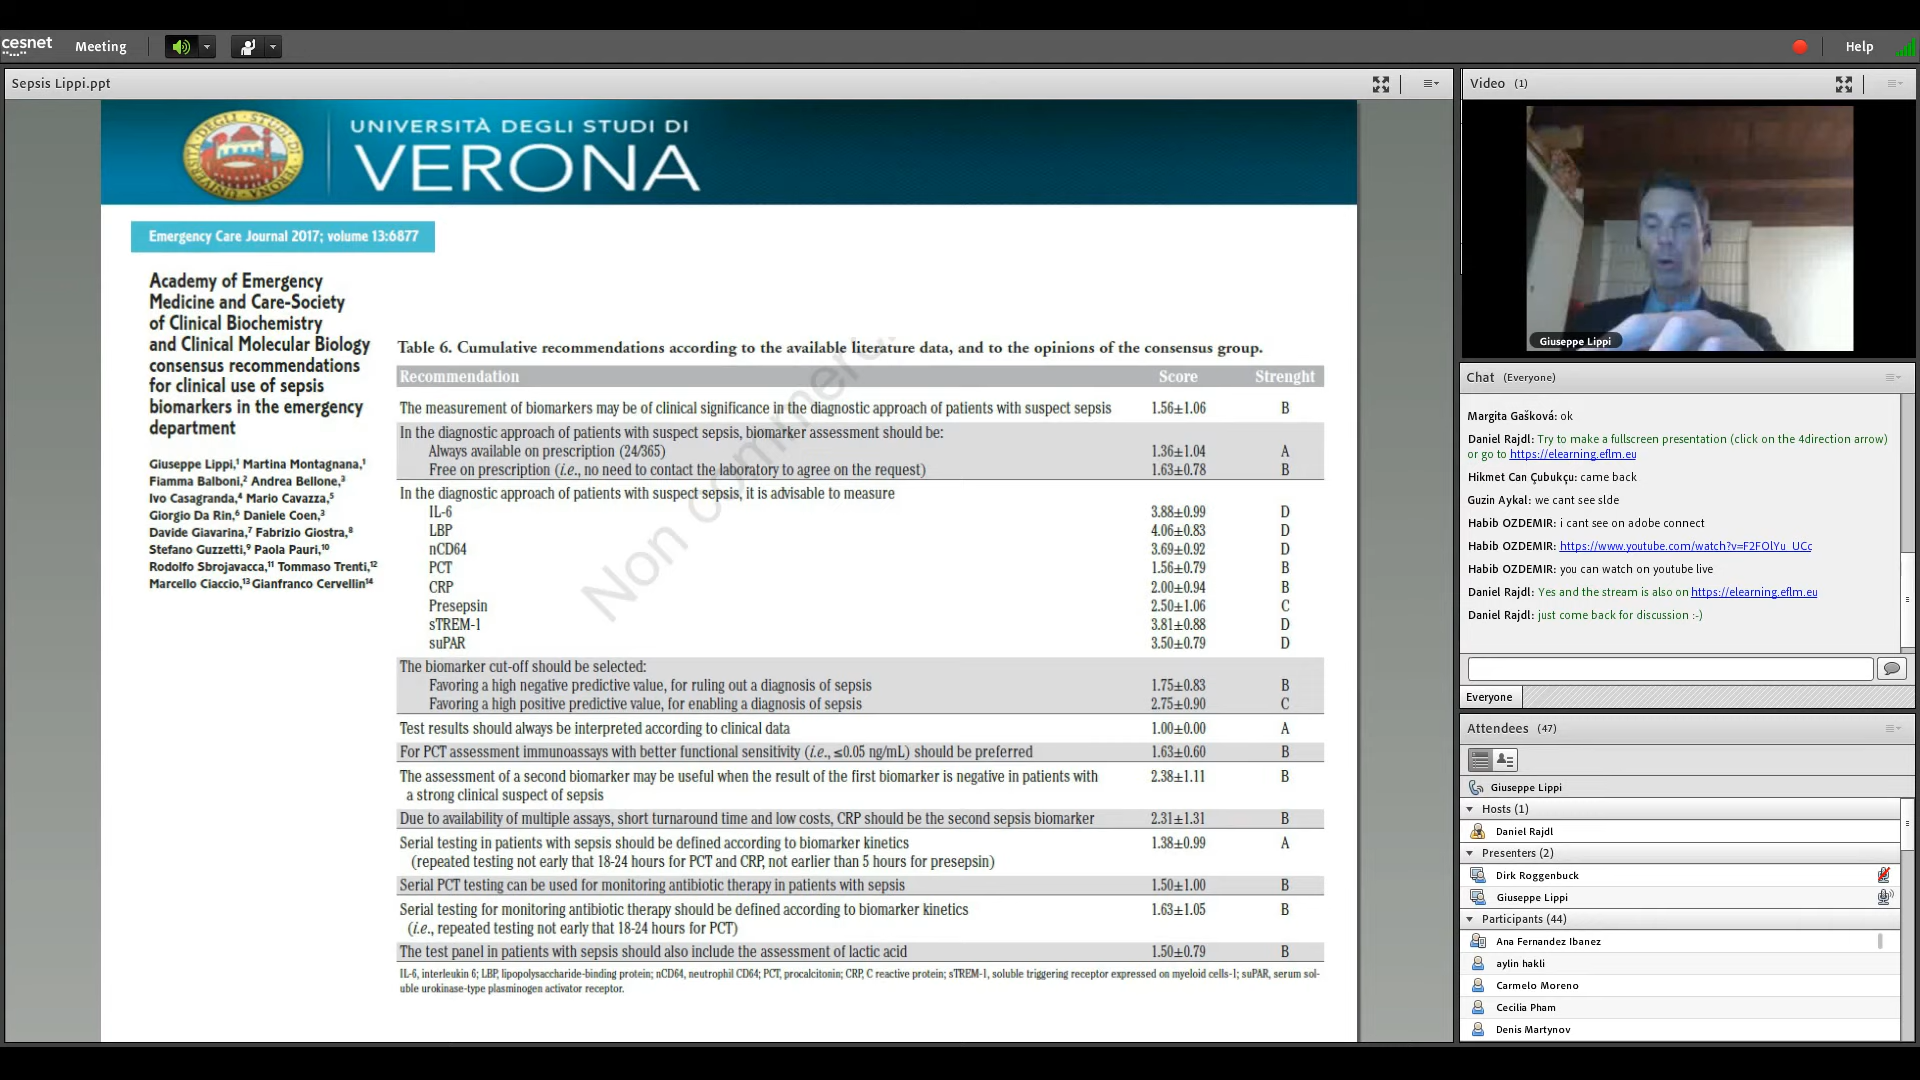 cesnet
Meeting
Help
Sepsis Lippi.ppt
UNIVERSITÀ DEGLI STUDI DI
VERONA
Emergency Care Journal 2017; volume 13:6877
Academy of Emergency
Medicine and Care-Society
of Clinical Biochemistry
and Clinical Molecular Biology
consensus recommendations
for clinical use of sepsis
biomarkers in the emergency
department
Giuseppe Lippi,¹ Martina Montagnana,¹
Fiamma Balboni,² Andrea Bellone,³
Ivo Casagranda,⁴ Mario Cavazza,⁵
Giorgio Da Rin,⁶ Daniele Coen,³
Davide Giavarina,⁷ Fabrizio Giostra,⁸
Stefano Guzzetti,⁹ Paola Pauri,¹⁰
Rodolfo Sbrojavacca,¹¹ Tommaso Trenti,¹²
Marcello Ciaccio,¹³ Gianfranco Cervellin¹⁴
Table 6. Cumulative recommendations according to the available literature data, and to the opinions of the consensus group.
Recommendation Score Strenght
The measurement of biomarkers may be of clinical significance in the diagnostic approach of patients with suspect sepsis 1.56±1.06 B
In the diagnostic approach of patients with suspect sepsis, biomarker assessment should be:
Always available on prescription (24/365) 1.36±1.04 A
Free on prescription (i.e., no need to contact the laboratory to agree on the request) 1.63±0.78 B
In the diagnostic approach of patients with suspect sepsis, it is advisable to measure
IL-6 3.88±0.99 D
LBP 4.06±0.83 D
nCD64 3.69±0.92 D
PCT 1.56±0.79 B
CRP 2.00±0.94 B
Presepsin 2.50±1.06 C
sTREM-1 3.81±0.88 D
suPAR 3.50±0.79 D
The biomarker cut-off should be selected:
Favoring a high negative predictive value, for ruling out a diagnosis of sepsis 1.75±0.83 B
Favoring a high positive predictive value, for enabling a diagnosis of sepsis 2.75±0.90 C
Test results should always be interpreted according to clinical data 1.00±0.00 A
For PCT assessment immunoassays with better functional sensitivity (i.e., ≤0.05 ng/mL) should be preferred 1.63±0.60 B
The assessment of a second biomarker may be useful when the result of the first biomarker is negative in patients with 2.38±1.11 B
a strong clinical suspect of sepsis
Due to availability of multiple assays, short turnaround time and low costs, CRP should be the second sepsis biomarker 2.31±1.31 B
Serial testing in patients with sepsis should be defined according to biomarker kinetics 1.38±0.99 A
(repeated testing not early that 18-24 hours for PCT and CRP, not earlier than 5 hours for presepsin)
Serial PCT testing can be used for monitoring antibiotic therapy in patients with sepsis 1.50±1.00 B
Serial testing for monitoring antibiotic therapy should be defined according to biomarker kinetics 1.63±1.05 B
(i.e., repeated testing not early that 18-24 hours for PCT)
The test panel in patients with sepsis should also include the assessment of lactic acid 1.50±0.79 B
IL-6, interleukin 6; LBP, lipopolysaccharide-binding protein; nCD64, neutrophil CD64; PCT, procalcitonin; CRP, C reactive protein; sTREM-1, soluble triggering receptor expressed on myeloid cells-1; suPAR, serum sol-
uble urokinase-type plasminogen activator receptor.
Non commerc
Video (1)
Giuseppe Lippi
Chat (Everyone)
Margita Gašková: ok
Daniel Rajdl: Try to make a fullscreen presentation (click on the 4direction arrow)
or go to https://elearning.eflm.eu
Hikmet Can Çubukçu: came back
Guzin Aykal: we cant see slde
Habib OZDEMIR: i cant see on adobe connect
Habib OZDEMIR: https://www.youtube.com/watch?v=F2FOlYu_UCc
Habib OZDEMIR: you can watch on youtube live
Daniel Rajdl: Yes and the stream is also on https://elearning.eflm.eu
Daniel Rajdl: just come back for discussion :-)
Everyone
Attendees (47)
Giuseppe Lippi
Hosts (1)
Daniel Rajdl
Presenters (2)
Dirk Roggenbuck
Giuseppe Lippi
Participants (44)
Ana Fernandez Ibanez
aylin hakli
Carmelo Moreno
Cecilia Pham
Denis Martynov